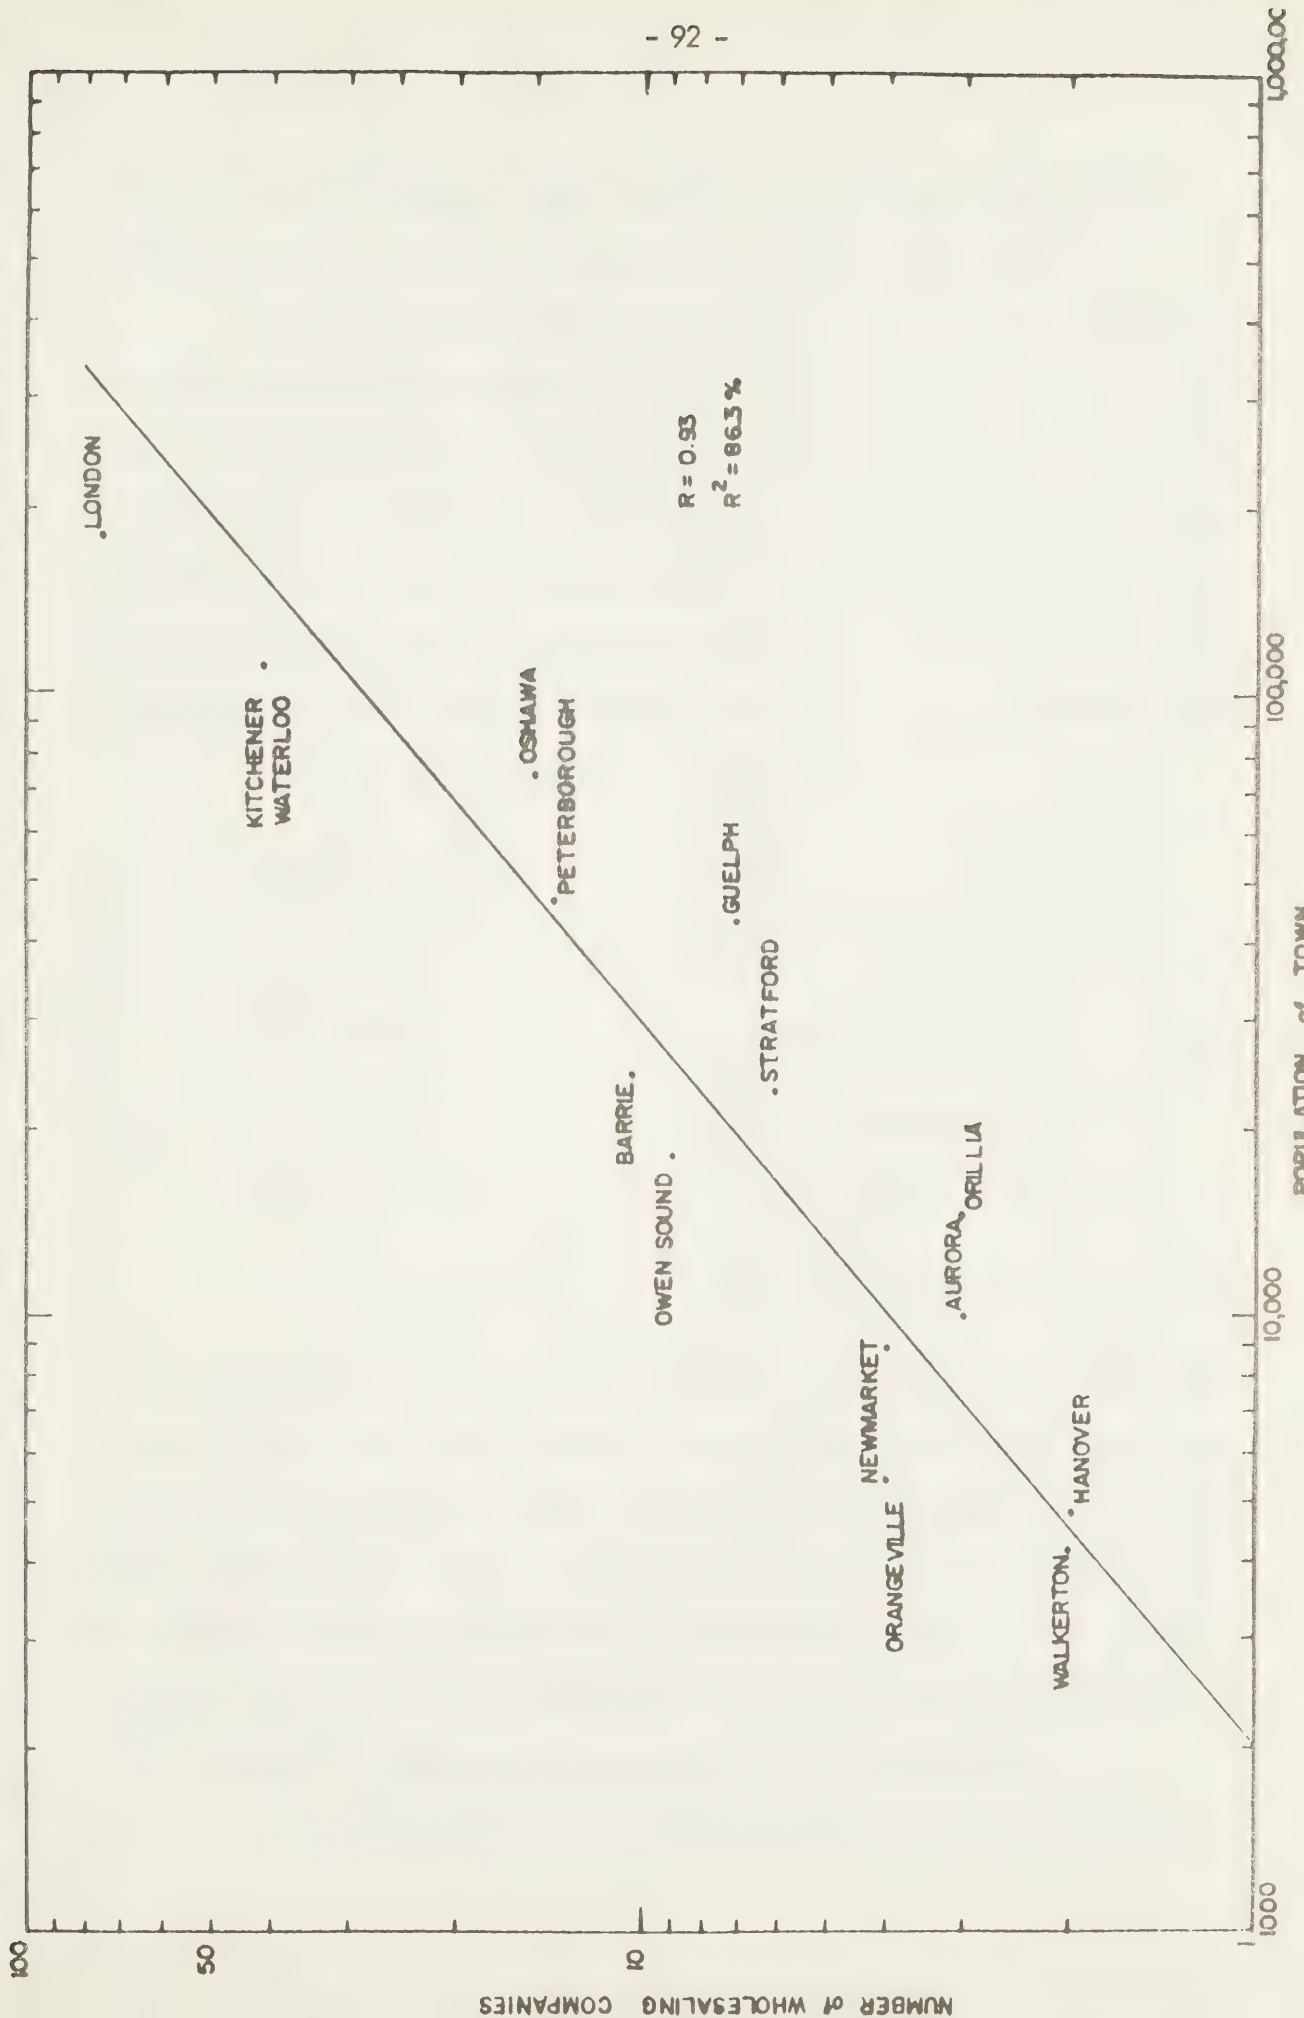 - 92 -
100
50
10
1
NUMBER of WHOLESALING COMPANIES
LONDON
KITCHENER
WATERLOO
OSHAWA
PETERBOROUGH
R = 0.93
R² = 86.3 %
GUELPH
STRATFORD
BARRIE
OWEN SOUND
ORILLIA
AURORA
NEWMARKET
ORANGEVILLE
HANOVER
WALKERTON
1000
10,000
100,000
1,000,00
POPULATION of TOWN